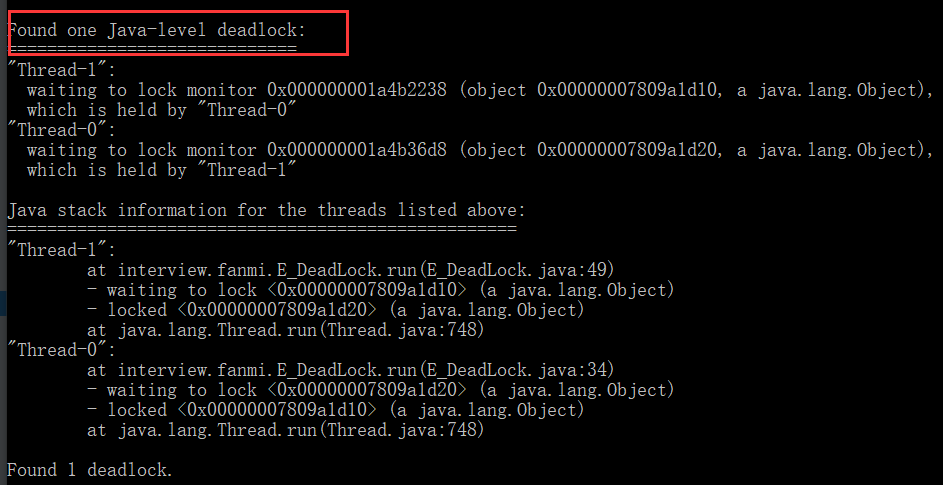 Found one Java-level deadlock:
=============================
"Thread-1":
  waiting to lock monitor 0x000000001a4b2238 (object 0x00000007809a1d10, a java.lang.Object),
  which is held by "Thread-0"
"Thread-0":
  waiting to lock monitor 0x000000001a4b36d8 (object 0x00000007809a1d20, a java.lang.Object),
  which is held by "Thread-1"
Java stack information for the threads listed above:
===================================================
"Thread-1":
        at interview.fanmi.E_DeadLock.run(E_DeadLock.java:49)
        - waiting to lock <0x00000007809a1d10> (a java.lang.Object)
        - locked <0x00000007809a1d20> (a java.lang.Object)
        at java.lang.Thread.run(Thread.java:748)
"Thread-0":
        at interview.fanmi.E_DeadLock.run(E_DeadLock.java:34)
        - waiting to lock <0x00000007809a1d20> (a java.lang.Object)
        - locked <0x00000007809a1d10> (a java.lang.Object)
        at java.lang.Thread.run(Thread.java:748)
Found 1 deadlock.